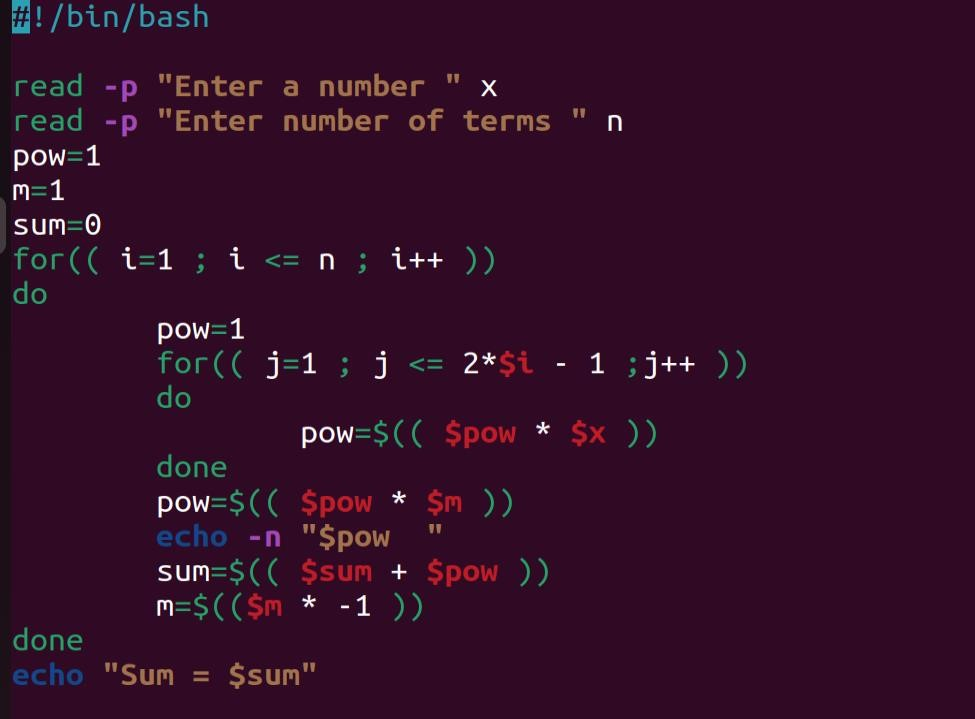 #!/bin/bash

read -p "Enter a number " x
read -p "Enter number of terms " n
pow=1
m=1
sum=0
for(( i=1 ; i <= n ; i++ ))
do
        pow=1
        for(( j=1 ; j <= 2*$i - 1 ;j++ ))
        do
                pow=$(( $pow * $x ))
        done
        pow=$(( $pow * $m ))
        echo -n "$pow  "
        sum=$(( $sum + $pow ))
        m=$(($m * -1 ))
done
echo "Sum = $sum"